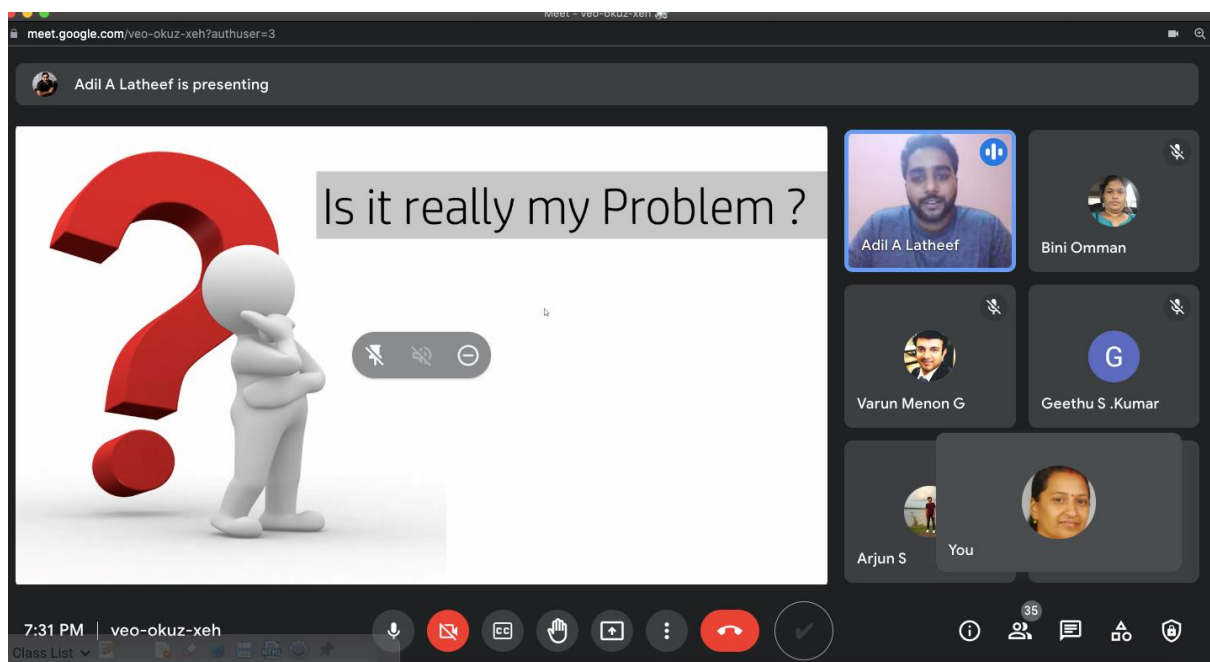 Meet - veo-okuz-xeh
meet.google.com/veo-okuz-xeh?authuser=3
Adil A Latheef is presenting
Is it really my Problem ?
Adil A Latheef
Bini Omman
Varun Menon G
G
Geethu S .Kumar
Arjun S
You
7:31 PM | veo-okuz-xeh
CC
35
Class List